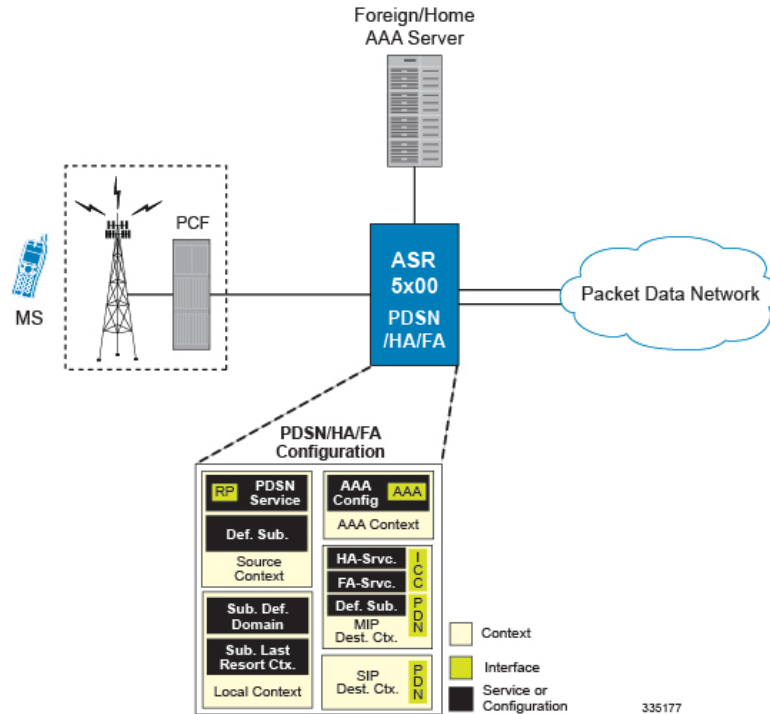 Foreign/Home
AAA Server
PCF
MS
ASR
5x00
PDSN
/HA/FA
Packet Data Network
PDSN/HA/FA
Configuration
RP
PDSN
Service
Def. Sub.
Source
Context
AAA
Config
AAA
AAA Context
HA-Srvc.
FA-Srvc.
Def. Sub.
MIP
Dest. Ctx.
ICC
PDN
Sub. Def.
Domain
Sub. Last
Resort Ctx.
Local Context
SIP
Dest. Ctx.
PDN
Context
Interface
Service or
Configuration
335177